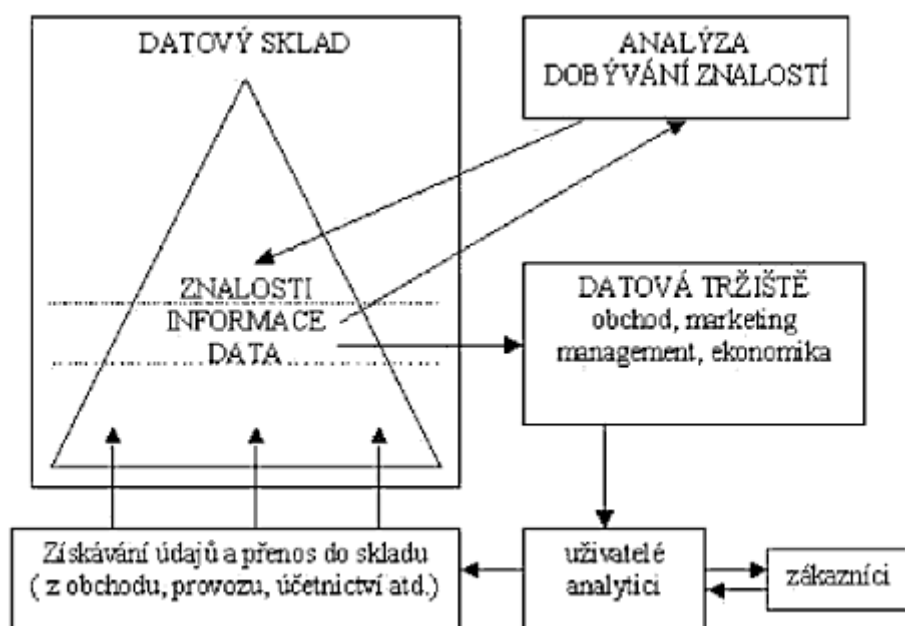 DATOVÝ SKLAD
ANALÝZA
DOBÝVÁNÍ ZNALOSTÍ
ZNALOSTI
INFORMACE
DATA
DATOVÁ TRŽIŠTĚ
obchod, marketing
management, ekonomika
Získávání údajů a přenos do skladu
( z obchodu, provozu, účetnictví atd.)
uživatelé
analytici
zákazníci